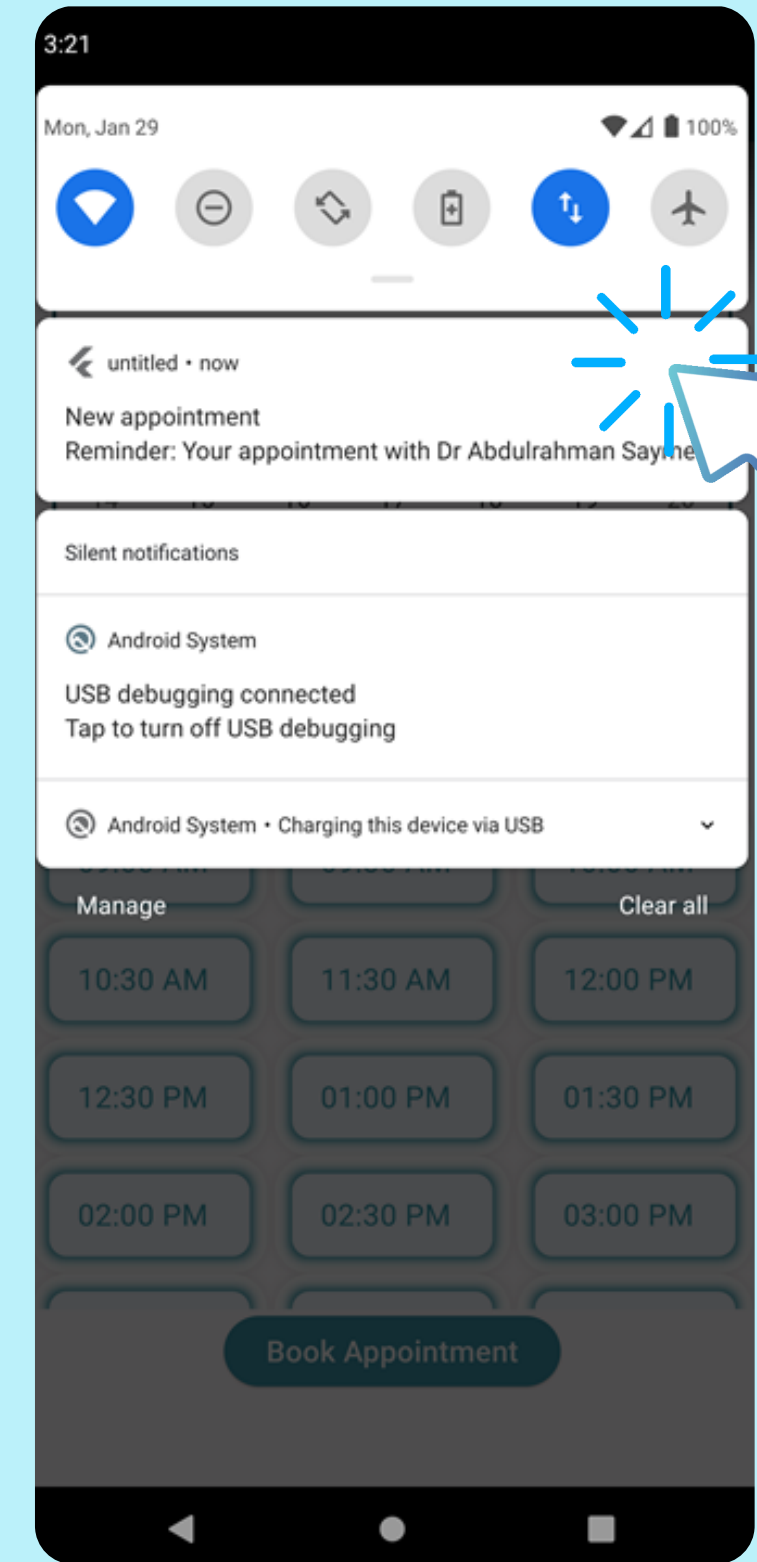 3:21
Mon, Jan 29
100%
untitled • now
New appointment
Reminder: Your appointment with Dr Abdulrahman
Silent notifications
Android System
USB debugging connected
Tap to turn off USB debugging
Android System • Charging this device via USB
Manage
Clear all
10:30 AM
11:30 AM
12:00 PM
12:30 PM
01:00 PM
01:30 PM
02:00 PM
02:30 PM
03:00 PM
Book Appointment